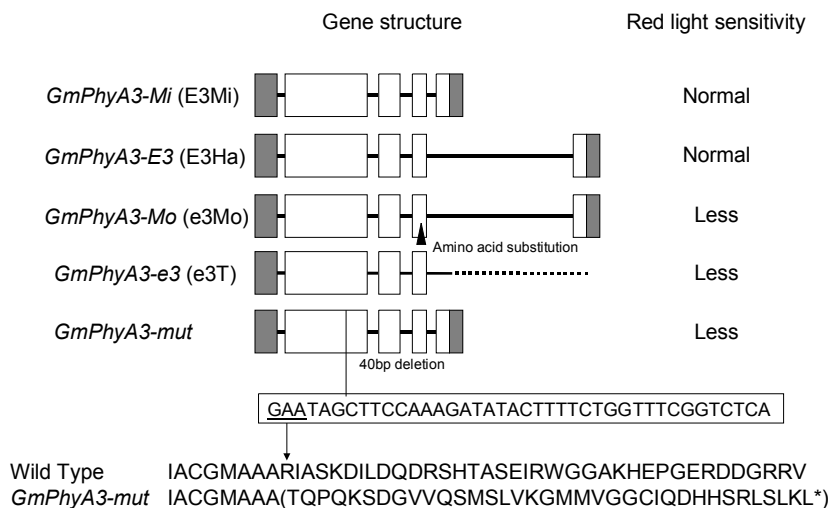 Gene structure Red light sensitivity
GmPhyA3-Mi (E3Mi) Normal
GmPhyA3-E3 (E3Ha) Normal
GmPhyA3-Mo (e3Mo) Less
Amino acid substitution
GmPhyA3-e3 (e3T) Less
GmPhyA3-mut Less
40bp deletion
GAATAGCTTCCAAAGATATACTTTTCTGGTTTCGGTCTCA
Wild Type IACGMAAARIASKDILDQDRSHTASEIRWGGAKHEPGERDDGRRV
GmPhyA3-mut IACGMAAA(TQPQKSDGVVQSMSLVKGMMVGGCIQDHHSRLSLKL*)